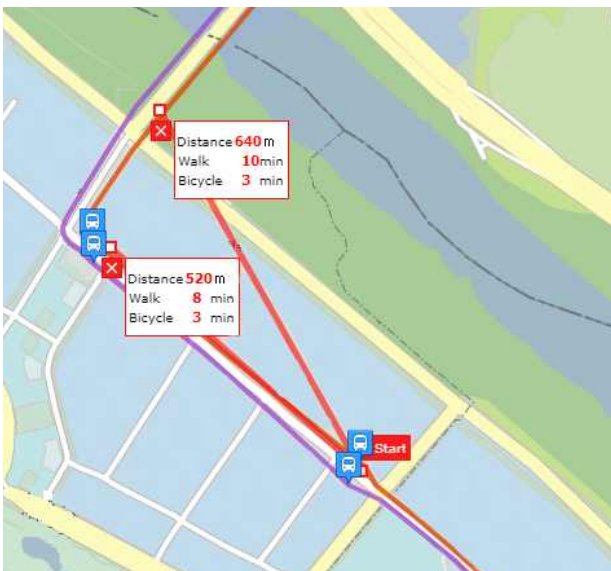 Distance 640 m
Walk 10 min
Bicycle 3 min
Distance 520 m
Walk 8 min
Bicycle 3 min
Start